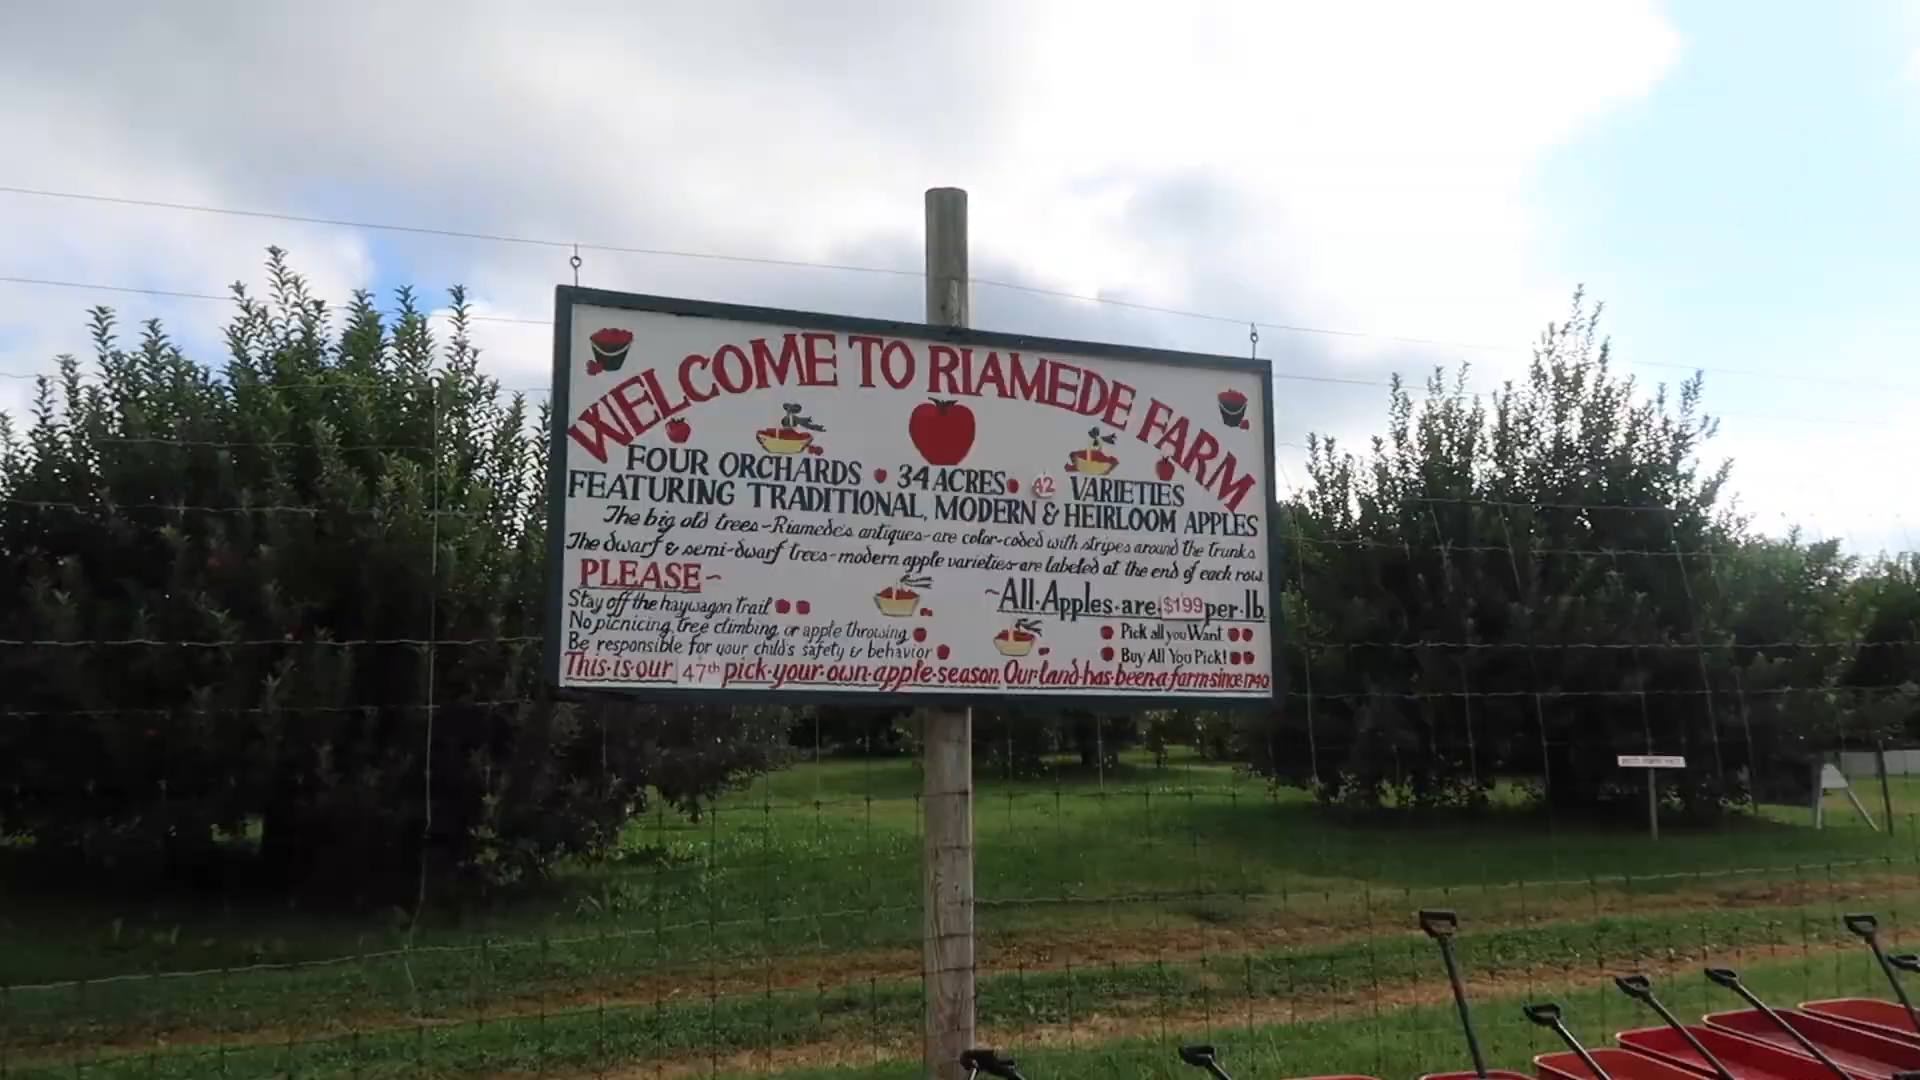 WELCOME TO RIAMEDE FARM
FOUR ORCHARDS 34 ACRES 42 VARIETIES
FEATURING TRADITIONAL, MODERN & HEIRLOOM APPLES
The big old trees~Riamede's antiques~are color-coded with stripes around the trunks
The dwarf & semi-dwarf trees~modern apple varieties~are labeled at the end of each row.
PLEASE~
Stay off the haywagon trail
No picnicing, tree climbing, or apple throwing
Be responsible for your child's safety & behavior
~All·Apples·are $1.99 per·lb.
Pick all you Want
Buy All You Pick!
This·is·our 47th pick·your·own·apple·season. Our·land·has·been·a·farm·since·1740